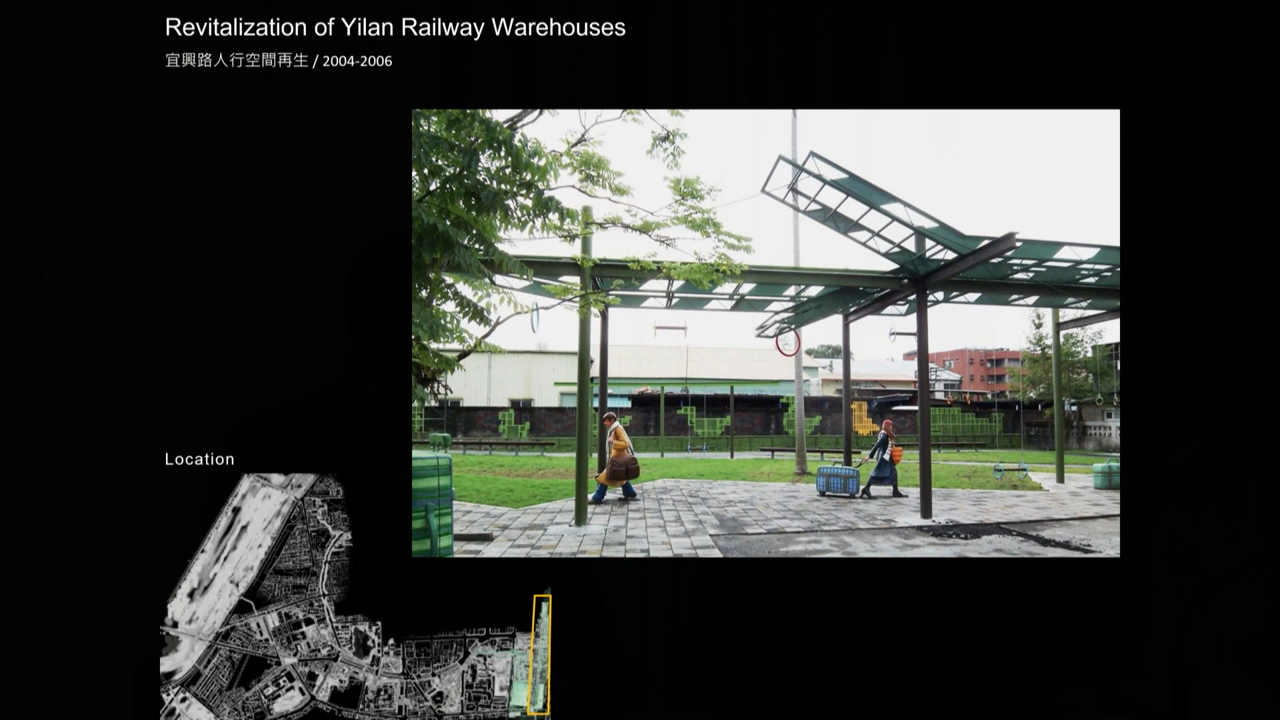 Revitalization of Yilan Railway Warehouses
宜興路人行空間再生 / 2004-2006
Location